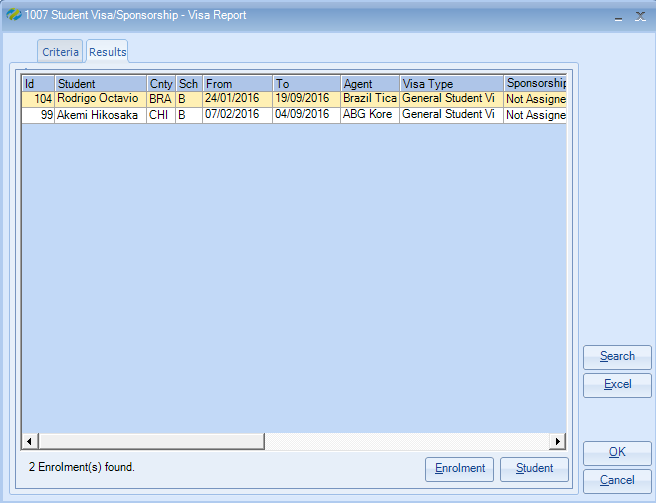 1007 Student Visa/Sponsorship - Visa Report
Criteria Results
Id Student Cnty Sch From To Agent Visa Type Sponsorship
104 Rodrigo Octavio BRA B 24/01/2016 19/09/2016 Brazil Tica General Student Vi Not Assigne
99 Akemi Hikosaka CHI B 07/02/2016 04/09/2016 ABG Kore General Student Vi Not Assigne
Search
Excel
OK
2 Enrolment(s) found. Enrolment Student
Cancel